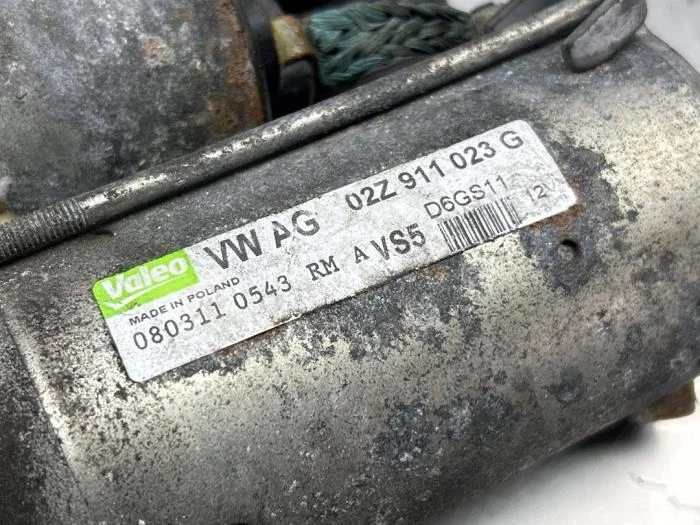 Valeo VW AG 02Z 911 023 G
MADE IN POLAND D6GS11
080311 0543 RM A VS5 12V